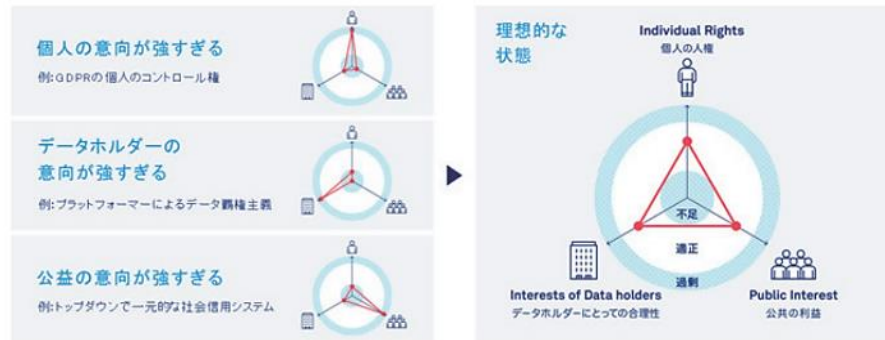 個人の意向が強すぎる
例:GDPRの個人のコントロール権
データホルダーの
意向が強すぎる
例:プラットフォーマーによるデータ覇権主義
公益の意向が強すぎる
例:トップダウンで一元的な社会信用システム
理想的な
状態
Individual Rights
個人の人権
不足
適正
過剰
Interests of Data holders
データホルダーにとっての合理性
Public Interest
公共の利益